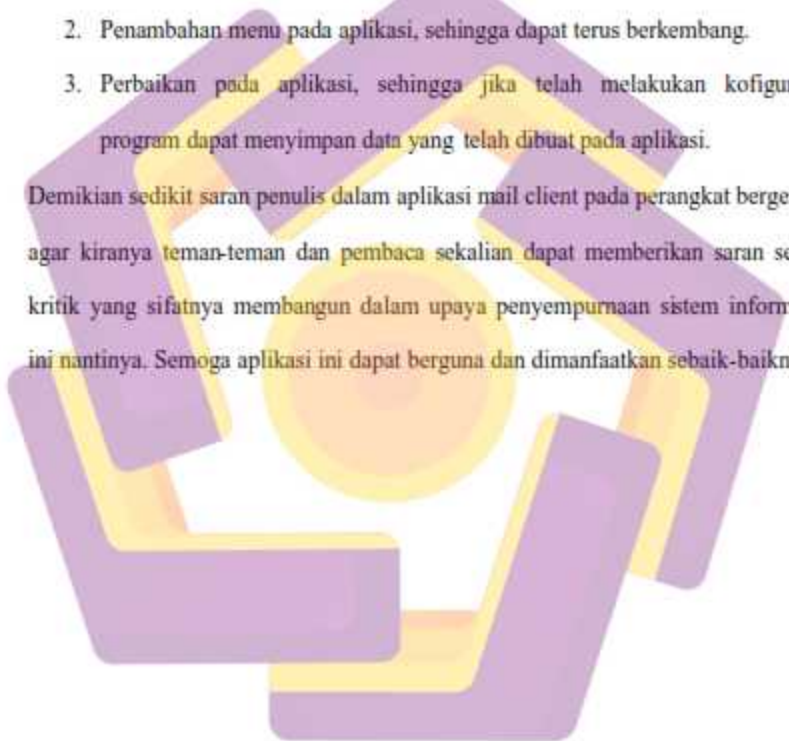 2. Penambahan menu pada aplikasi, sehingga dapat terus berkembang.
3. Perbaikan pada aplikasi, sehingga jika telah melakukan kofigur
program dapat menyimpan data yang telah dibuat pada aplikasi.
Demikian sedikit saran penulis dalam aplikasi mail client pada perangkat berge
agar kiranya teman-teman dan pembaca sekalian dapat memberikan saran se
kritik yang sifatnya membangun dalam upaya penyempurnaan sistem inform
ini nantinya. Semoga aplikasi ini dapat berguna dan dimanfaatkan sebaik-baikn